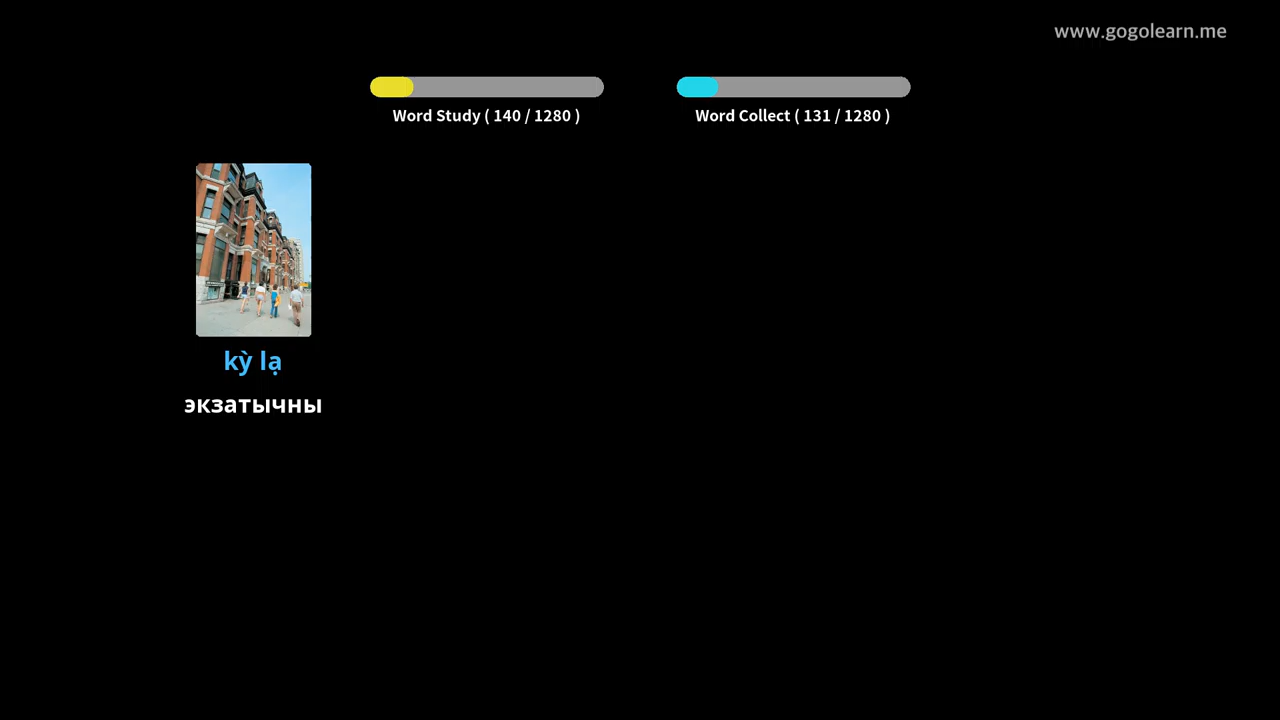 www.gogolearn.me
Word Study ( 140 / 1280 )
Word Collect ( 131 / 1280 )
kỳ lạ
экзатычны